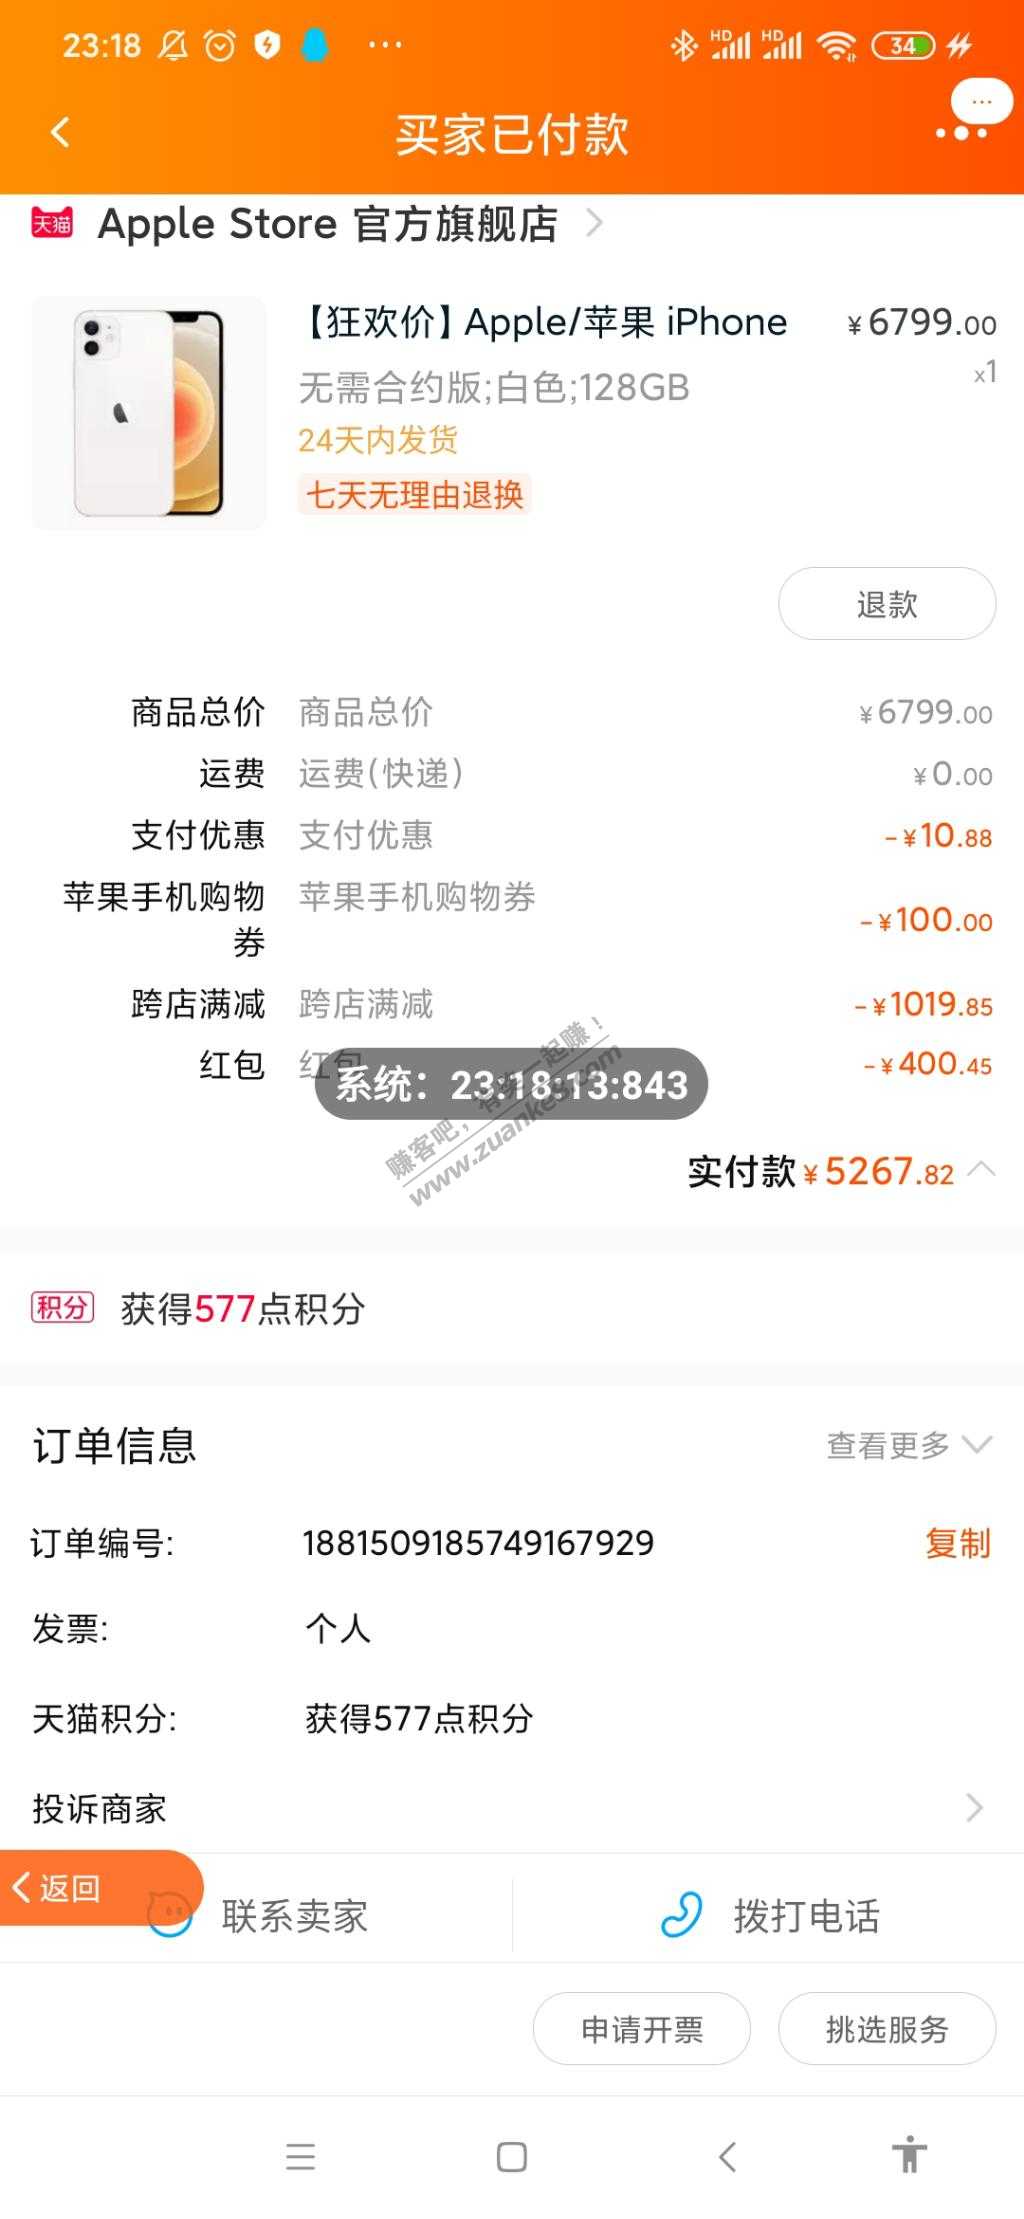 23:18
HD HD 34
买家已付款
天猫 Apple Store 官方旗舰店
【狂欢价】Apple/苹果 iPhone ¥6799.00
无需合约版;白色;128GB x1
24天内发货
七天无理由退换
退款
商品总价 商品总价 ¥6799.00
运费 运费(快递) ¥0.00
支付优惠 支付优惠 -¥10.88
苹果手机购物券 苹果手机购物券 -¥100.00
跨店满减 跨店满减 -¥1019.85
红包 红包 -¥400.45
系统：23:18:13:843
赚客吧，有奖一起赚！
www.zuanke8.com
实付款¥5267.82
积分 获得577点积分
订单信息 查看更多
订单编号: 1881509185749167929 复制
发票: 个人
天猫积分: 获得577点积分
投诉商家
返回
联系卖家 拨打电话
申请开票 挑选服务